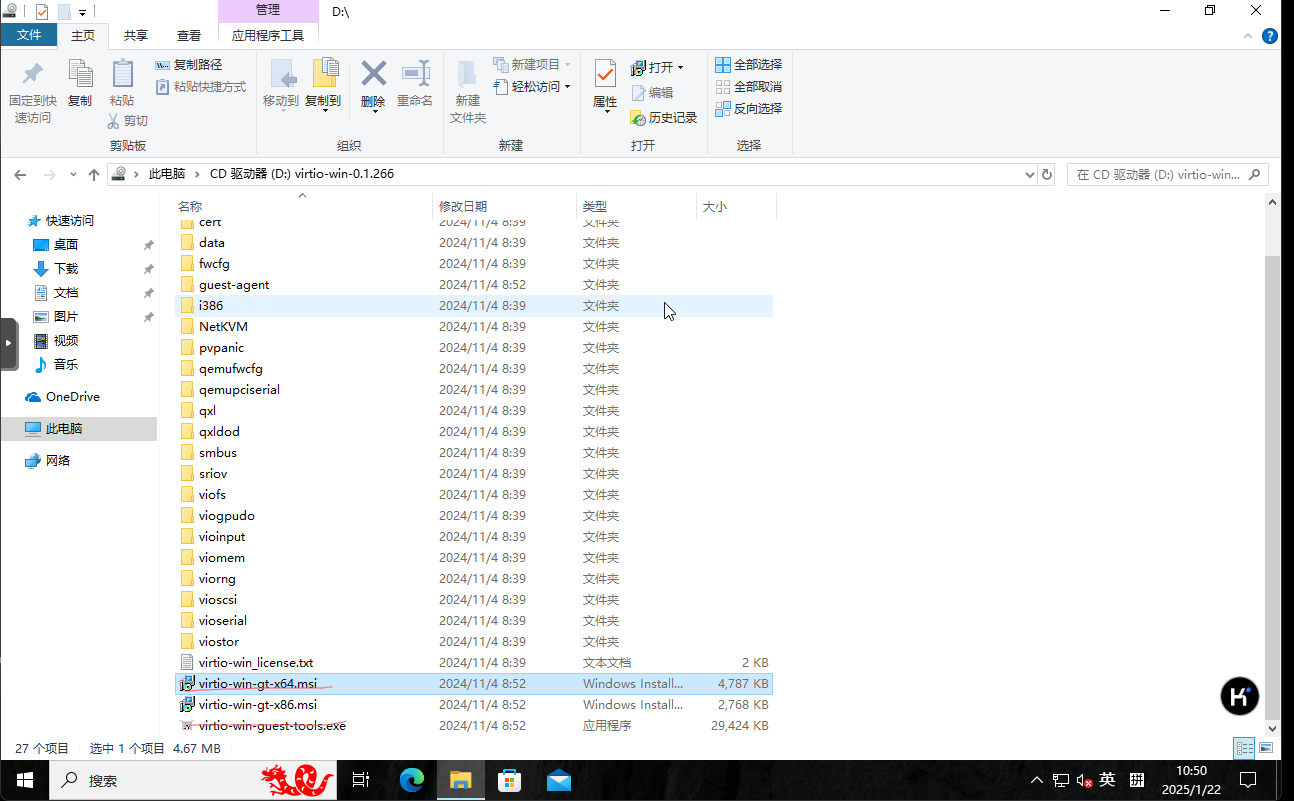 管理
D:\
文件 主页 共享 查看 应用程序工具
固定到快速访问
复制
粘贴
复制路径
粘贴快捷方式
剪切
剪贴板
移动到
复制到
删除
重命名
组织
新建文件夹
新建项目
轻松访问
新建
属性
打开
编辑
历史记录
打开
全部选择
全部取消
反向选择
选择
此电脑 › CD 驱动器 (D:) virtio-win-0.1.266
在 CD 驱动器 (D:) virtio-win...
快速访问
桌面
下载
文档
图片
视频
音乐
OneDrive
此电脑
网络
名称 修改日期 类型 大小
cert 2024/11/4 8:39 文件夹
data 2024/11/4 8:39 文件夹
fwcfg 2024/11/4 8:39 文件夹
guest-agent 2024/11/4 8:52 文件夹
i386 2024/11/4 8:39 文件夹
NetKVM 2024/11/4 8:39 文件夹
pvpanic 2024/11/4 8:39 文件夹
qemufwcfg 2024/11/4 8:39 文件夹
qemupciserial 2024/11/4 8:39 文件夹
qxl 2024/11/4 8:39 文件夹
qxldod 2024/11/4 8:39 文件夹
smbus 2024/11/4 8:39 文件夹
sriov 2024/11/4 8:39 文件夹
viofs 2024/11/4 8:39 文件夹
viogpudo 2024/11/4 8:39 文件夹
vioinput 2024/11/4 8:39 文件夹
viomem 2024/11/4 8:39 文件夹
viorng 2024/11/4 8:39 文件夹
vioscsi 2024/11/4 8:39 文件夹
vioserial 2024/11/4 8:39 文件夹
viostor 2024/11/4 8:39 文件夹
virtio-win_license.txt 2024/11/4 8:39 文本文档 2 KB
virtio-win-gt-x64.msi 2024/11/4 8:52 Windows Install... 4,787 KB
virtio-win-gt-x86.msi 2024/11/4 8:52 Windows Install... 2,768 KB
virtio-win-guest-tools.exe 2024/11/4 8:52 应用程序 29,424 KB
27 个项目 选中 1 个项目 4.67 MB
搜索
英
拼
10:50
2025/1/22